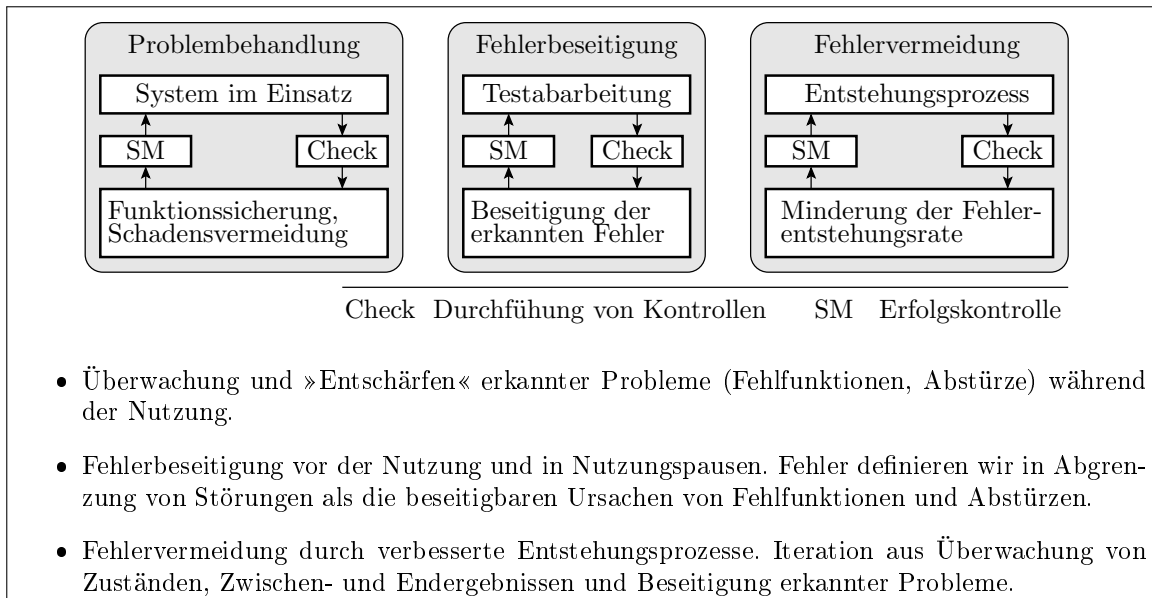 Problembehandlung
System im Einsatz
SM
Check
Funktionssicherung,
Schadensvermeidung
Fehlerbeseitigung
Testabarbeitung
SM
Check
Beseitigung der
erkannten Fehler
Fehlervermeidung
Entstehungsprozess
SM
Check
Minderung der Fehler-
entstehungsrate
Check Durchfühung von Kontrollen SM Erfolgskontrolle
• Überwachung und »Entschärfen« erkannter Probleme (Fehlfunktionen, Abstürze) während
der Nutzung.
• Fehlerbeseitigung vor der Nutzung und in Nutzungspausen. Fehler definieren wir in Abgren-
zung von Störungen als die beseitigbaren Ursachen von Fehlfunktionen und Abstürzen.
• Fehlervermeidung durch verbesserte Entstehungsprozesse. Iteration aus Überwachung von
Zuständen, Zwischen- und Endergebnissen und Beseitigung erkannter Probleme.